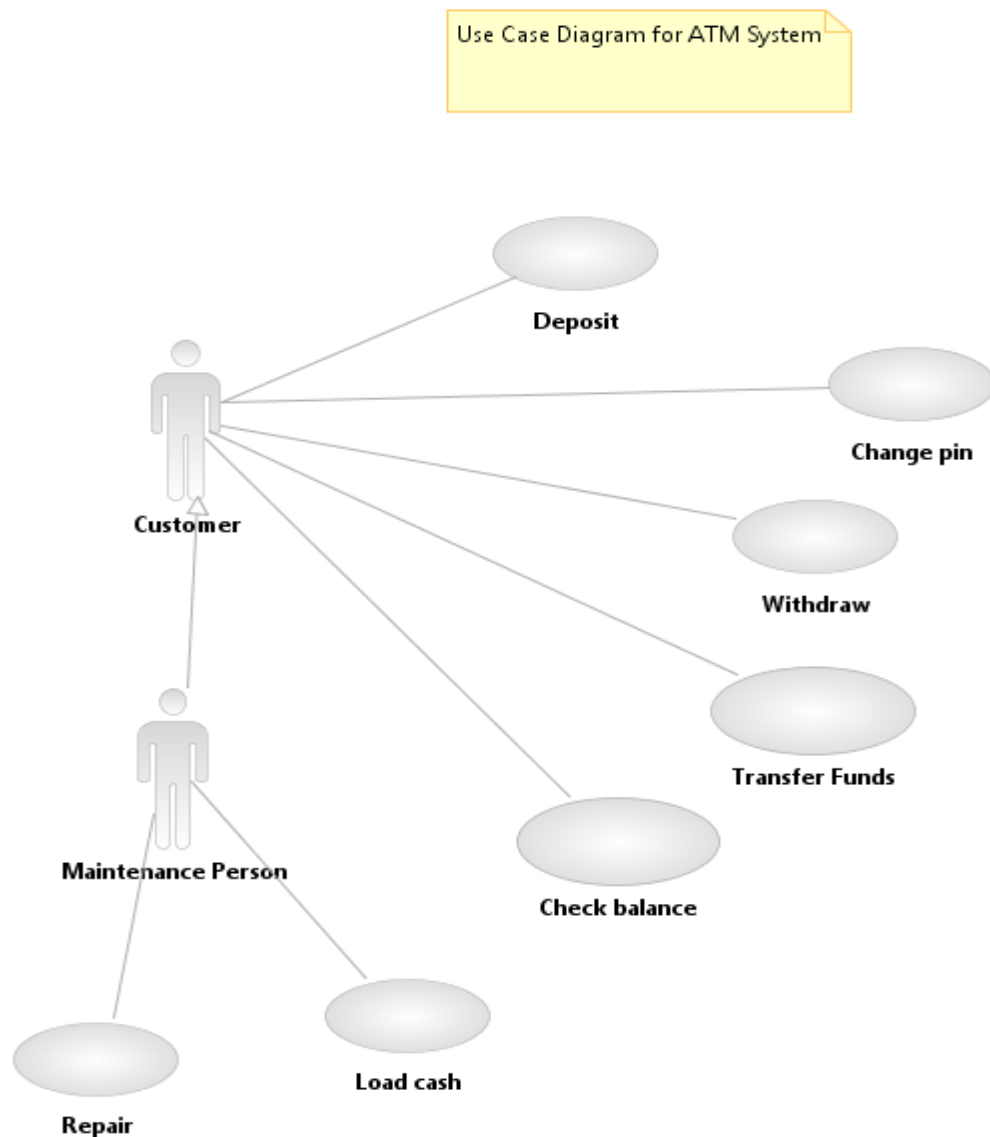 Use Case Diagram for ATM System
Deposit
Change pin
Customer
Withdraw
Transfer Funds
Maintenance Person
Check balance
Load cash
Repair